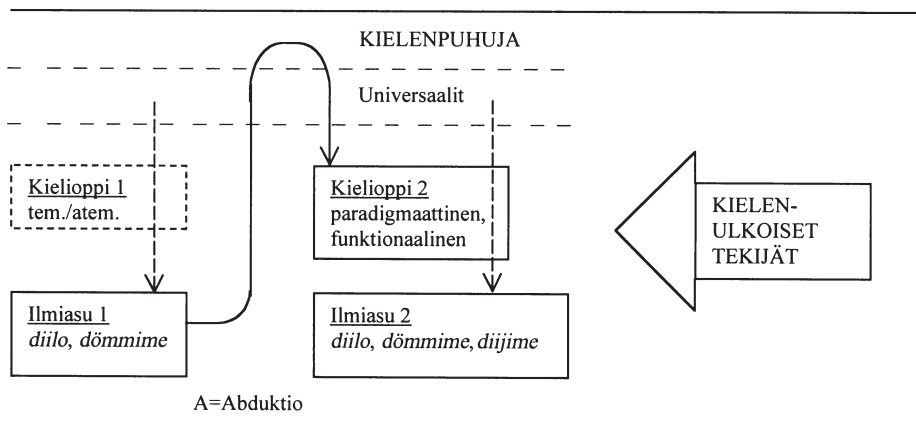 KIELENPUHUJA
Universaalit
Kielioppi 1
tem./atem.
Kielioppi 2
paradigmaattinen,
funktionaalinen
KIELEN-
ULKOISET
TEKIJÄT
Ilmiasu 1
diilo, dömmime
Ilmiasu 2
diilo, dömmime, diijime
A=Abduktio